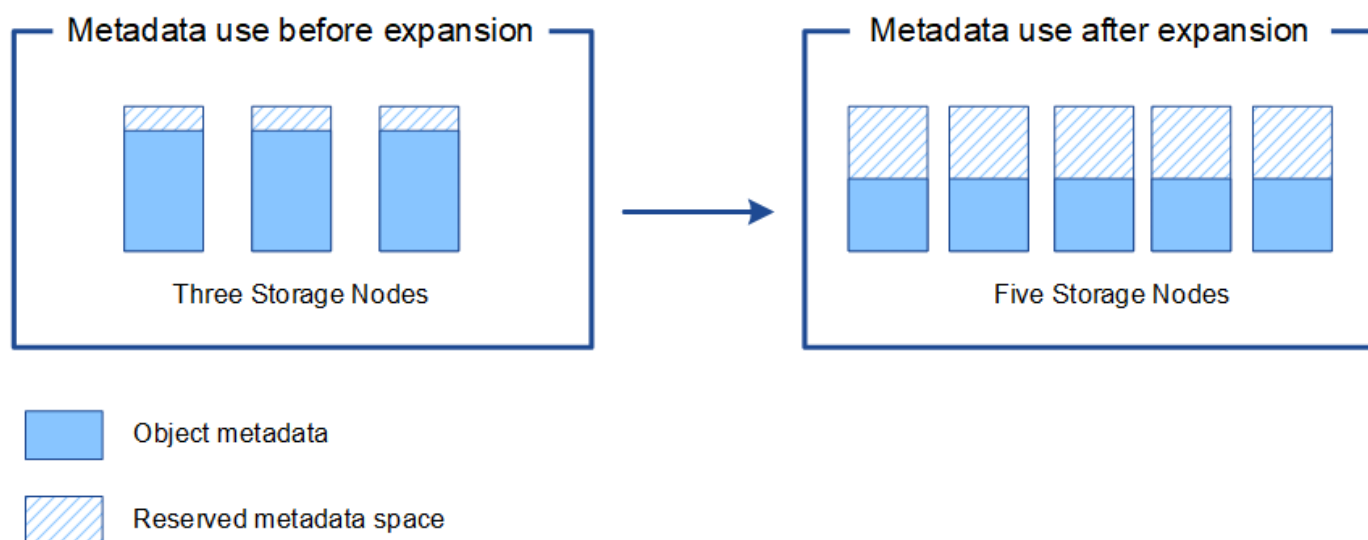 Metadata use before expansion
Metadata use after expansion
Three Storage Nodes
Five Storage Nodes
Object metadata
Reserved metadata space